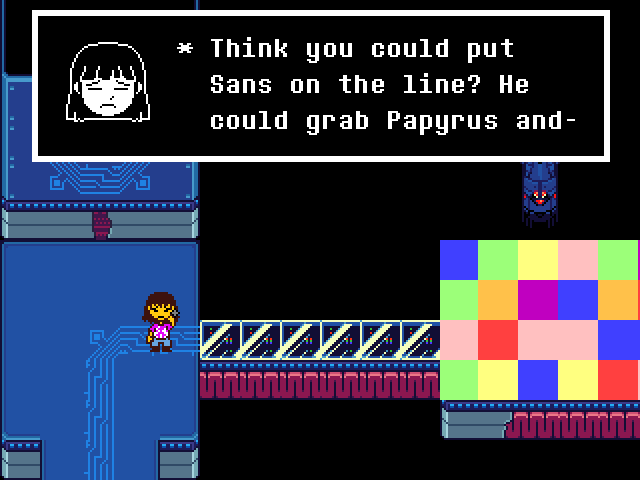 * Think you could put
Sans on the line? He
could grab Papyrus and-